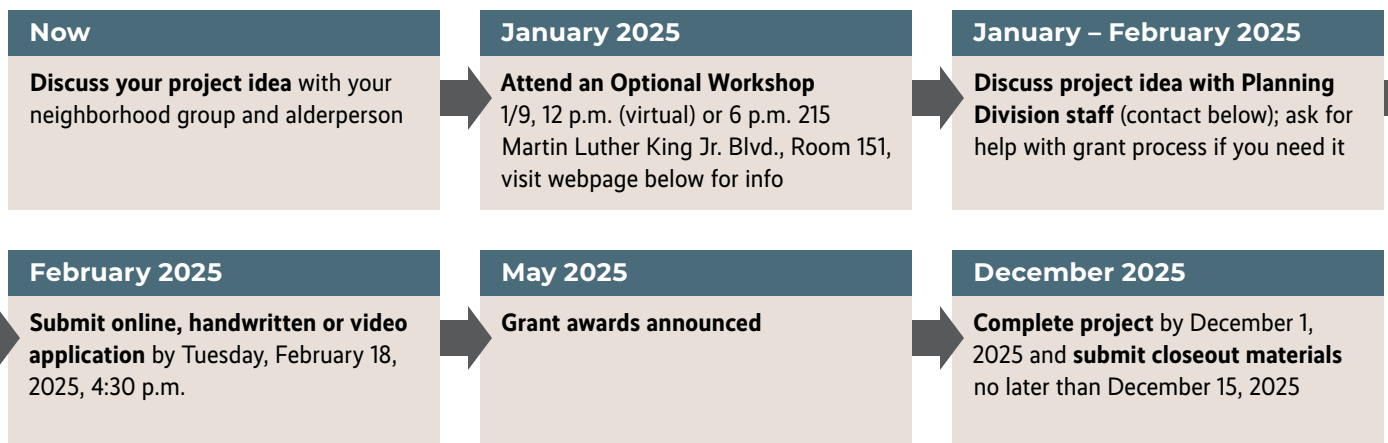 Now
Discuss your project idea with your
neighborhood group and alderperson
January 2025
Attend an Optional Workshop
1/9, 12 p.m. (virtual) or 6 p.m. 215
Martin Luther King Jr. Blvd., Room 151,
visit webpage below for info
January – February 2025
Discuss project idea with Planning
Division staff (contact below); ask for
help with grant process if you need it
February 2025
Submit online, handwritten or video
application by Tuesday, February 18,
2025, 4:30 p.m.
May 2025
Grant awards announced
December 2025
Complete project by December 1,
2025 and submit closeout materials
no later than December 15, 2025